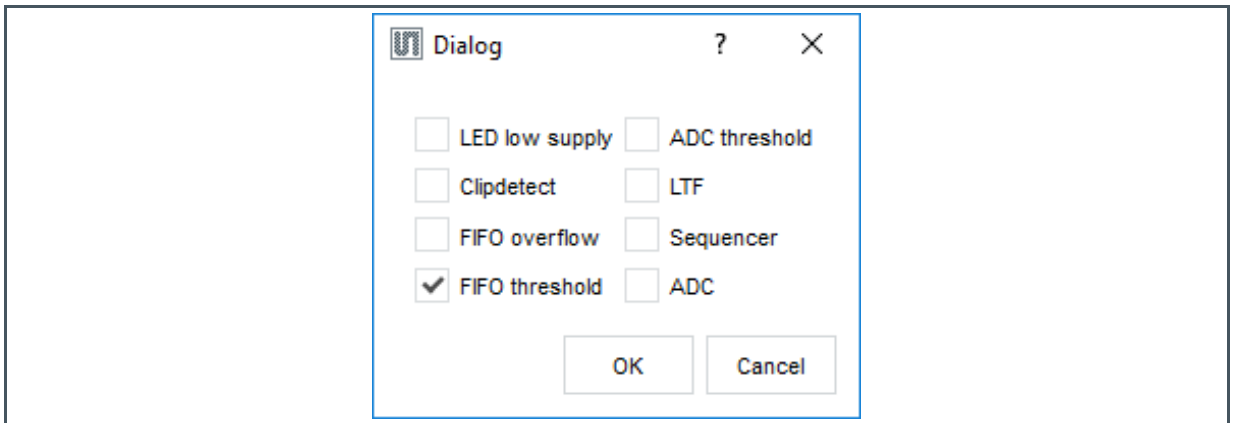 Dialog ?
LED low supply ADC threshold
Clipdetect LTF
FIFO overflow Sequencer
FIFO threshold ADC
OK Cancel